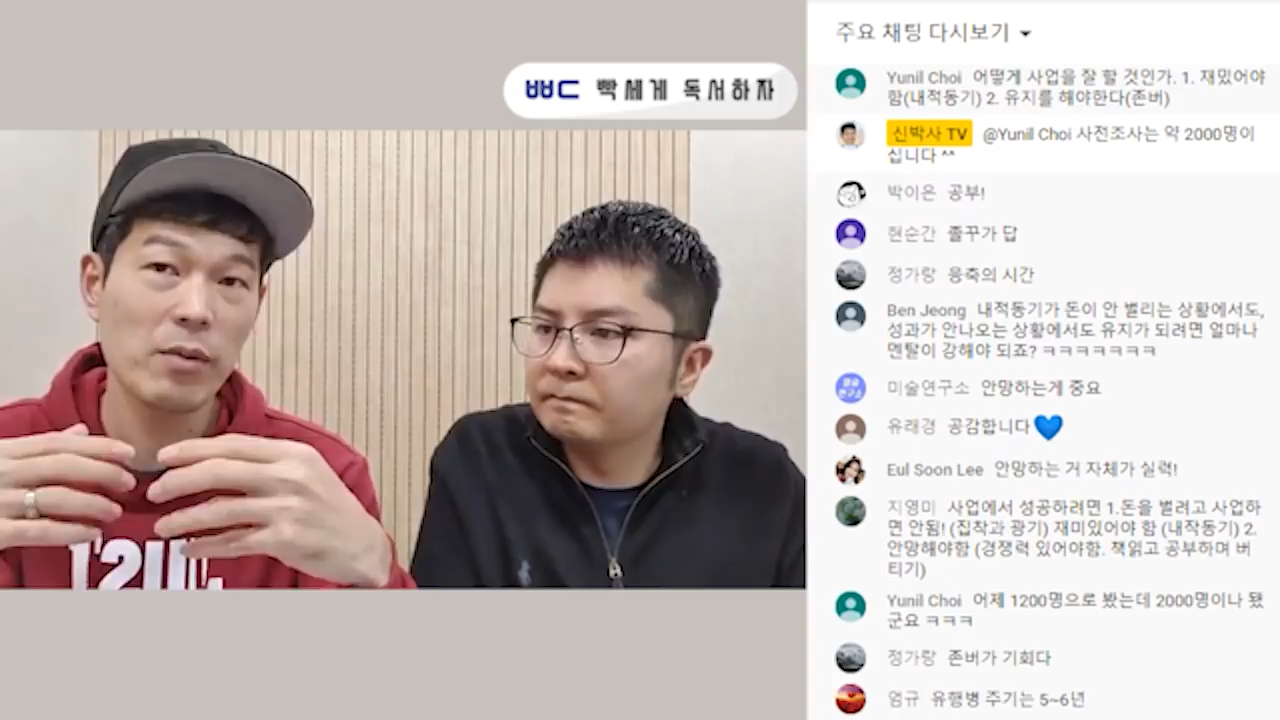 주요 채팅 다시보기
ㅃㄷ 빡세게 독서하자
Yunil Choi 어떻게 사업을 잘 할 것인가. 1. 재밌어야
함(내적동기) 2. 유지를 해야한다(존버)
신박사 TV @Yunil Choi 사전조사는 약 2000명이
십니다 ^^
박이은 공부!
현순간 졸꾸가 답
정가랑 응축의 시간
Ben Jeong 내적동기가 돈이 안 벌리는 상황에서도,
성과가 안나오는 상황에서도 유지가 되려면 얼마나
멘탈이 강해야 되죠? ㅋㅋㅋㅋㅋㅋㅋ
미술연구소 안망하는게 중요
유래경 공감합니다
Eul Soon Lee 안망하는 거 자체가 실력!
지영미 사업에서 성공하려면 1.돈을 벌려고 사업하
면 안됨! (집착과 광기) 재미있어야 함 (내작동기) 2.
안망해야함 (경쟁력 있어야함. 책읽고 공부하며 버
티기)
Yunil Choi 어제 1200명으로 봤는데 2000명이나 됐
군요 ㅋㅋㅋ
정가랑 존버가 기회다
염규 유행병 주기는 5~6년